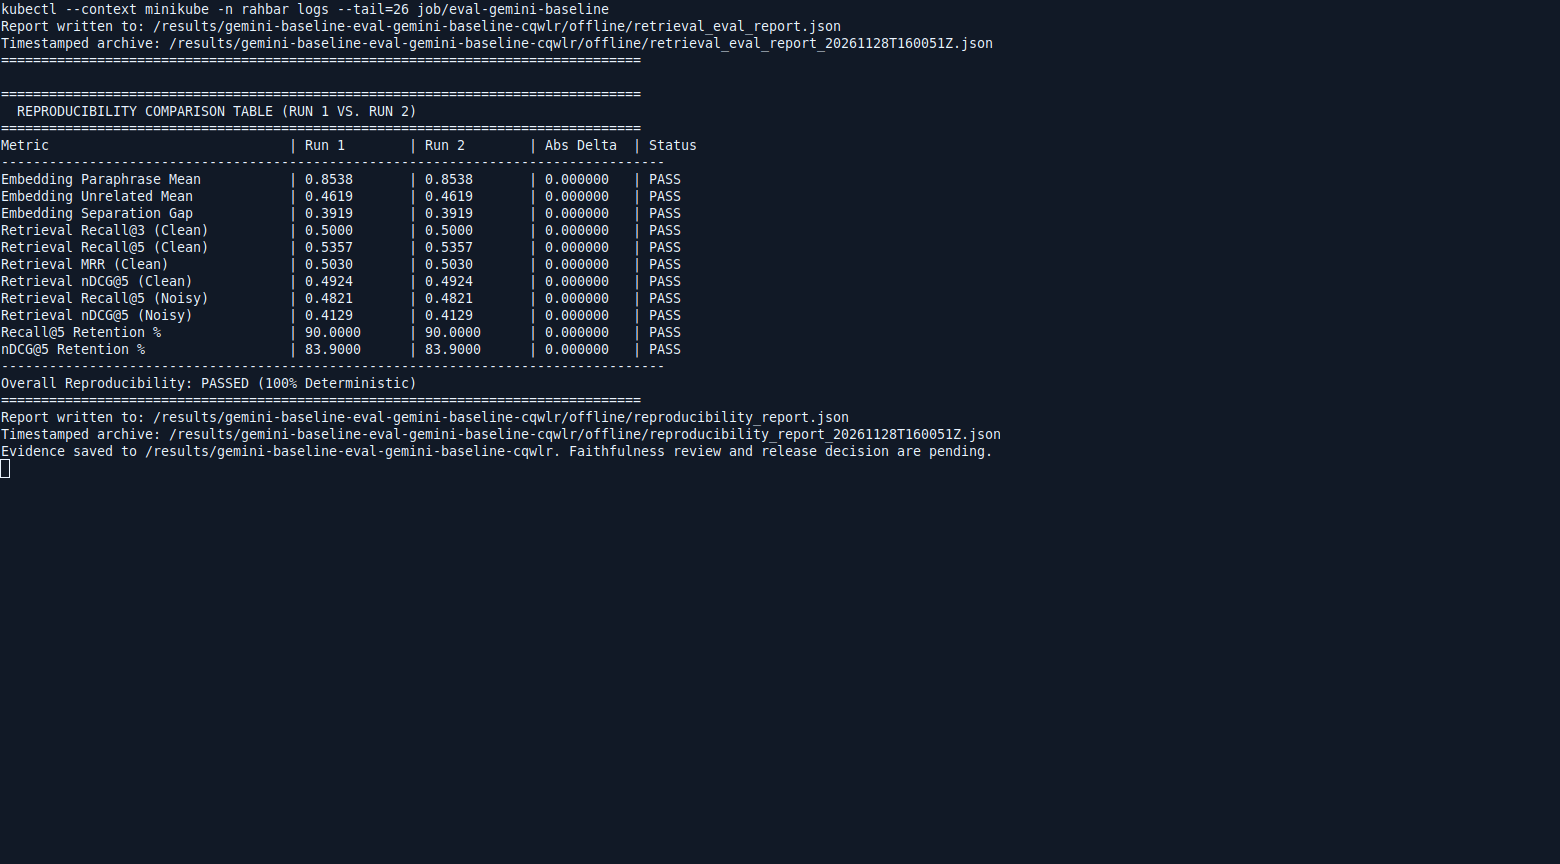 kubectl --context minikube -n rahbar logs --tail=26 job/eval-gemini-baseline
Report written to: /results/gemini-baseline-eval-gemini-baseline-cqwlr/offline/retrieval_eval_report.json
Timestamped archive: /results/gemini-baseline-eval-gemini-baseline-cqwlr/offline/retrieval_eval_report_20261128T160051Z.json
================================================================================

================================================================================
  REPRODUCIBILITY COMPARISON TABLE (RUN 1 VS. RUN 2)
================================================================================
Metric                              | Run 1        | Run 2        | Abs Delta  | Status
-----------------------------------------------------------------------------------
Embedding Paraphrase Mean           | 0.8538       | 0.8538       | 0.000000   | PASS
Embedding Unrelated Mean            | 0.4619       | 0.4619       | 0.000000   | PASS
Embedding Separation Gap            | 0.3919       | 0.3919       | 0.000000   | PASS
Retrieval Recall@3 (Clean)          | 0.5000       | 0.5000       | 0.000000   | PASS
Retrieval Recall@5 (Clean)          | 0.5357       | 0.5357       | 0.000000   | PASS
Retrieval MRR (Clean)               | 0.5030       | 0.5030       | 0.000000   | PASS
Retrieval nDCG@5 (Clean)            | 0.4924       | 0.4924       | 0.000000   | PASS
Retrieval Recall@5 (Noisy)          | 0.4821       | 0.4821       | 0.000000   | PASS
Retrieval nDCG@5 (Noisy)            | 0.4129       | 0.4129       | 0.000000   | PASS
Recall@5 Retention %                | 90.0000      | 90.0000      | 0.000000   | PASS
nDCG@5 Retention %                  | 83.9000      | 83.9000      | 0.000000   | PASS
-----------------------------------------------------------------------------------
Overall Reproducibility: PASSED (100% Deterministic)
================================================================================
Report written to: /results/gemini-baseline-eval-gemini-baseline-cqwlr/offline/reproducibility_report.json
Timestamped archive: /results/gemini-baseline-eval-gemini-baseline-cqwlr/offline/reproducibility_report_20261128T160051Z.json
Evidence saved to /results/gemini-baseline-eval-gemini-baseline-cqwlr. Faithfulness review and release decision are pending.